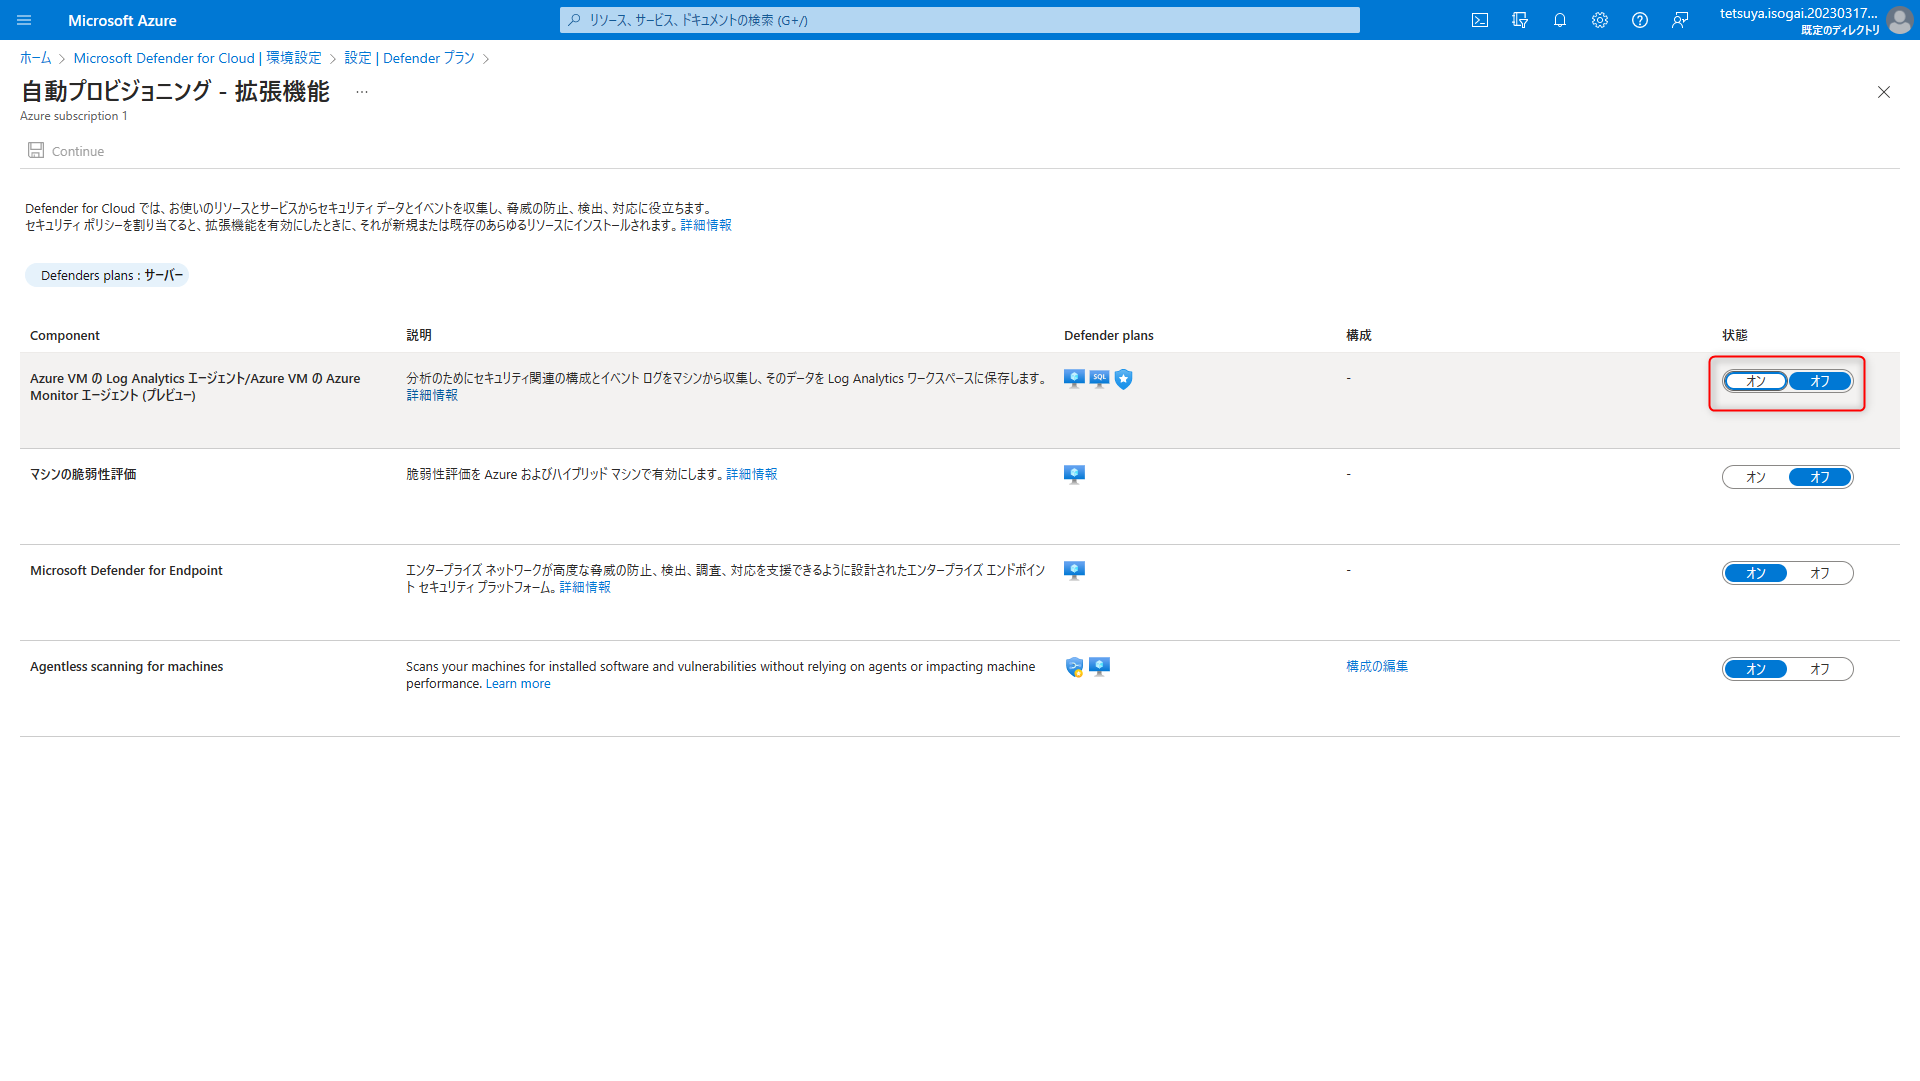 Microsoft Azure
リソース、サービス、ドキュメントの検索 (G+/)
tetsuya.isogai.20230317...
既定のディレクトリ
ホーム > Microsoft Defender for Cloud | 環境設定 > 設定 | Defender プラン >
自動プロビジョニング - 拡張機能 ...
Azure subscription 1
Continue
Defender for Cloud では、お使いのリソースとサービスからセキュリティ データとイベントを収集し、脅威の防止、検出、対応に役立ちます。
セキュリティ ポリシーを割り当てると、拡張機能を有効にしたときに、それが新規または既存のあらゆるリソースにインストールされます。詳細情報
Defenders plans : サーバー
Component 説明 Defender plans 構成 状態
Azure VM の Log Analytics エージェント/Azure VM の Azure
Monitor エージェント (プレビュー)
分析のためにセキュリティ関連の構成とイベント ログをマシンから収集し、そのデータを Log Analytics ワークスペースに保存します。
詳細情報
SQL
-
オン オフ
マシンの脆弱性評価
脆弱性評価を Azure およびハイブリッド マシンで有効にします。詳細情報
-
オン オフ
Microsoft Defender for Endpoint
エンタープライズ ネットワークが高度な脅威の防止、検出、調査、対応を支援できるように設計されたエンタープライズ エンドポイン
ト セキュリティ プラットフォーム。詳細情報
-
オン オフ
Agentless scanning for machines
Scans your machines for installed software and vulnerabilities without relying on agents or impacting machine
performance. Learn more
構成の編集
オン オフ